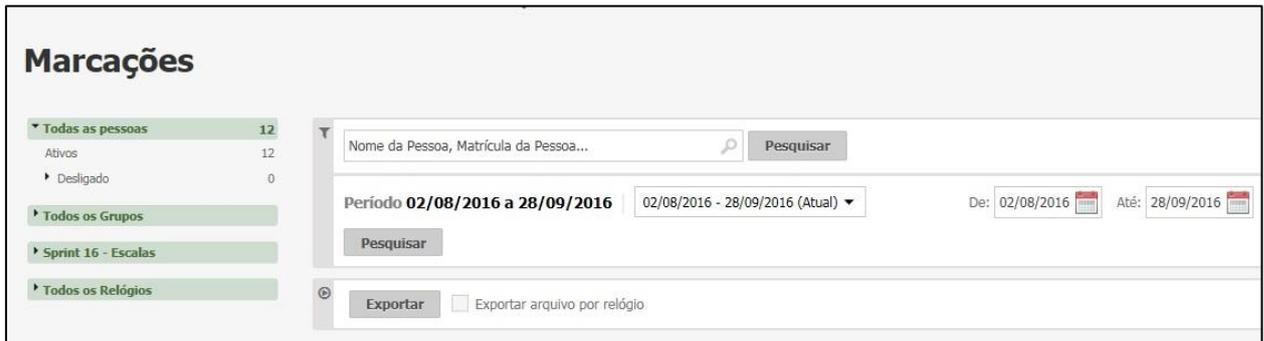 Marcações
Todas as pessoas 12
Ativos 12
Desligado 0
Todos os Grupos
Sprint 16 - Escalas
Todos os Relógios
Nome da Pessoa, Matrícula da Pessoa... Pesquisar
Período 02/08/2016 a 28/09/2016 02/08/2016 - 28/09/2016 (Atual) De: 02/08/2016 Até: 28/09/2016
Pesquisar
Exportar Exportar arquivo por relógio